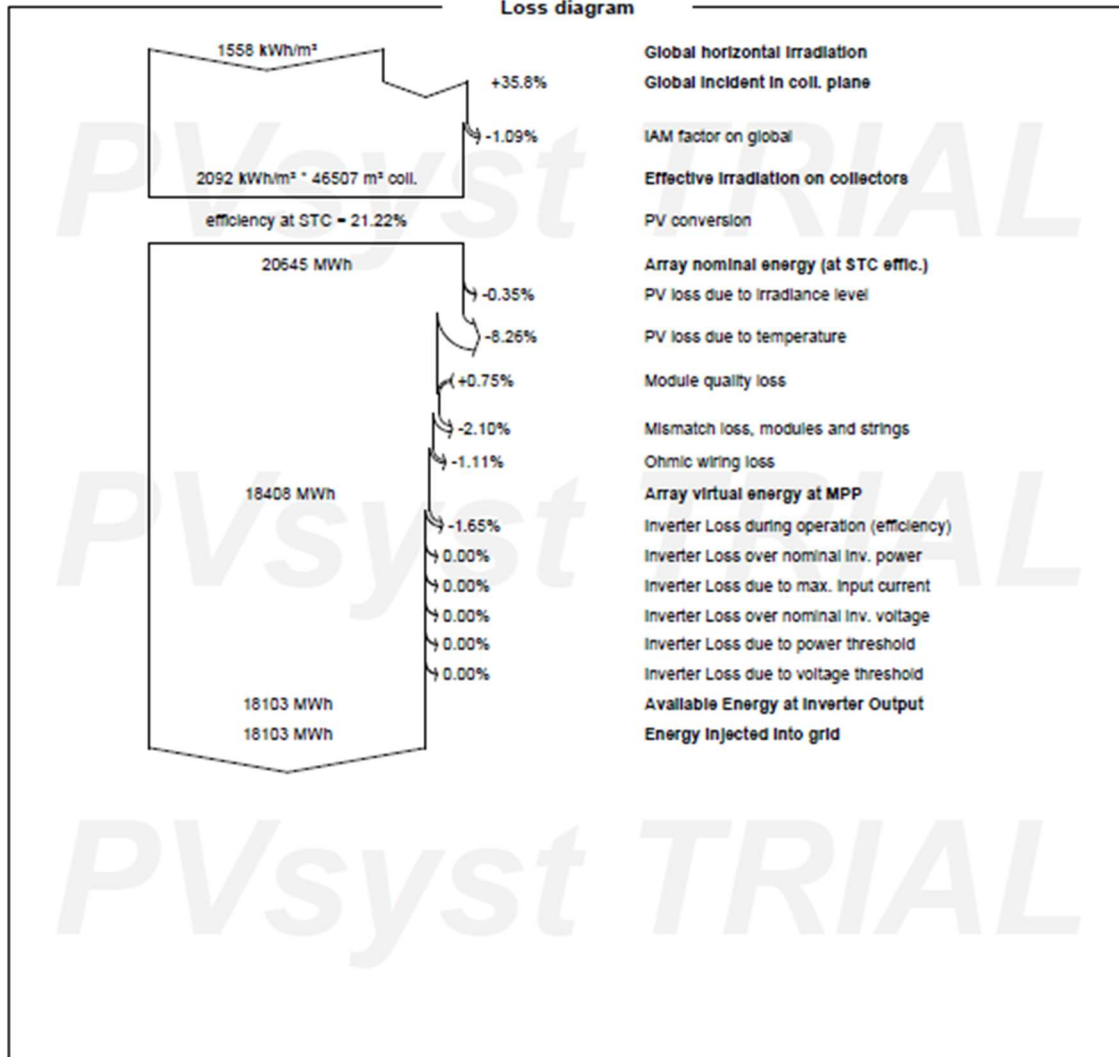 Loss diagram
1558 kWh/m² Global horizontal irradiation
+35.8% Global incident in coll. plane
-1.09% IAM factor on global
2092 kWh/m² * 46507 m² coll. Effective irradiation on collectors
efficiency at STC = 21.22% PV conversion
20645 MWh Array nominal energy (at STC effic.)
-0.35% PV loss due to irradiance level
-8.26% PV loss due to temperature
+0.75% Module quality loss
-2.10% Mismatch loss, modules and strings
-1.11% Ohmic wiring loss
18408 MWh Array virtual energy at MPP
-1.65% Inverter Loss during operation (efficiency)
0.00% Inverter Loss over nominal inv. power
0.00% Inverter Loss due to max. input current
0.00% Inverter Loss over nominal inv. voltage
0.00% Inverter Loss due to power threshold
0.00% Inverter Loss due to voltage threshold
18103 MWh Available Energy at Inverter Output
18103 MWh Energy injected into grid
PVsyst TRIAL
PVsyst TRIAL
PVsyst TRIAL